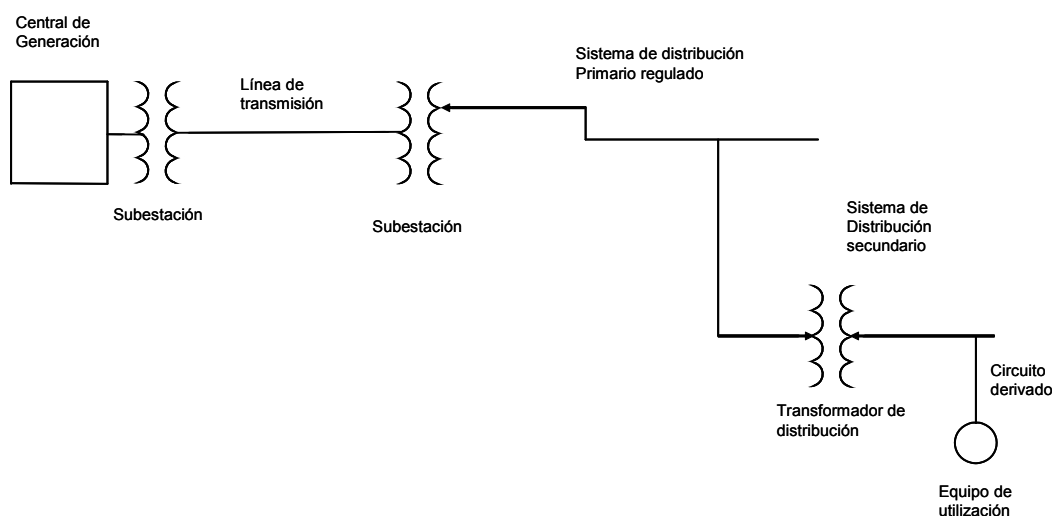 Central de
Generación
Línea de
transmisión
Sistema de distribución
Primario regulado
Subestación
Subestación
Sistema de
Distribución
secundario
Circuito
derivado
Transformador de
distribución
Equipo de
utilización